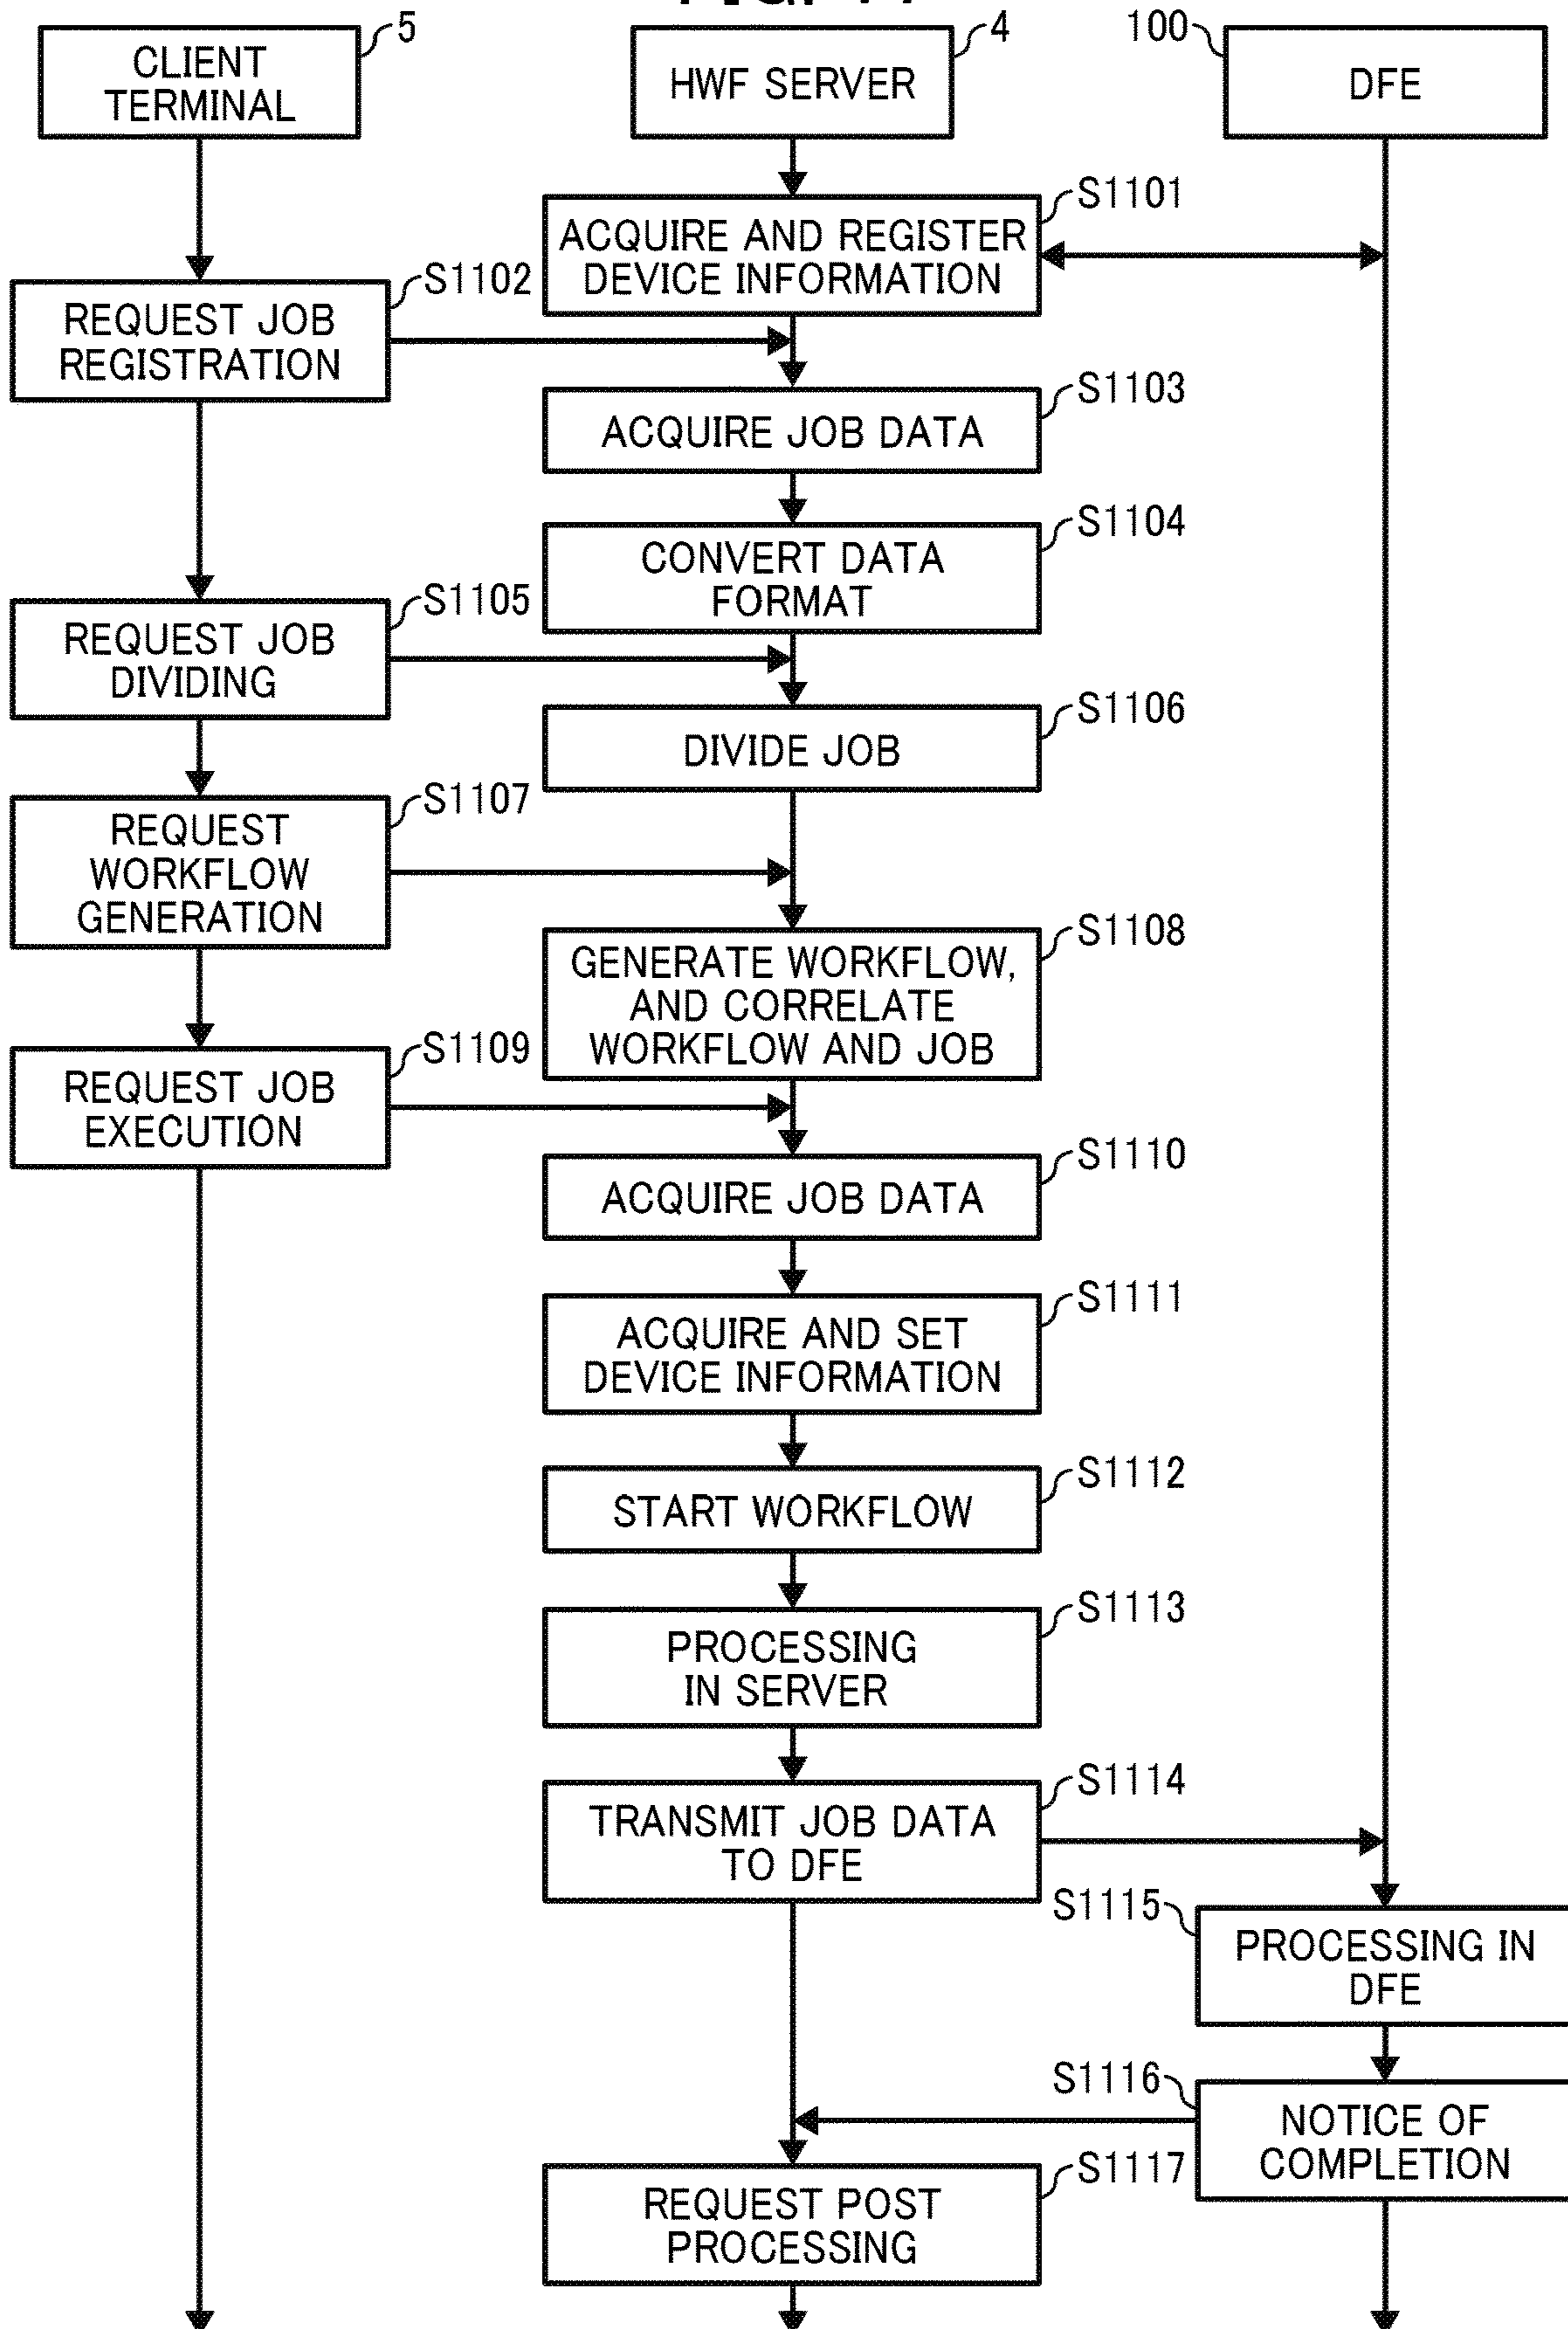 CLIENT
TERMINAL
5
HWF SERVER
4
100
DFE
S1101
ACQUIRE AND REGISTER
DEVICE INFORMATION
S1102
REQUEST JOB
REGISTRATION
S1103
ACQUIRE JOB DATA
S1104
CONVERT DATA
FORMAT
S1105
REQUEST JOB
DIVIDING
S1106
DIVIDE JOB
S1107
REQUEST
WORKFLOW
GENERATION
S1108
GENERATE WORKFLOW,
AND CORRELATE
WORKFLOW AND JOB
S1109
REQUEST JOB
EXECUTION
S1110
ACQUIRE JOB DATA
S1111
ACQUIRE AND SET
DEVICE INFORMATION
S1112
START WORKFLOW
S1113
PROCESSING
IN SERVER
S1114
TRANSMIT JOB DATA
TO DFE
S1115
PROCESSING IN
DFE
S1116
NOTICE OF
COMPLETION
S1117
REQUEST POST
PROCESSING